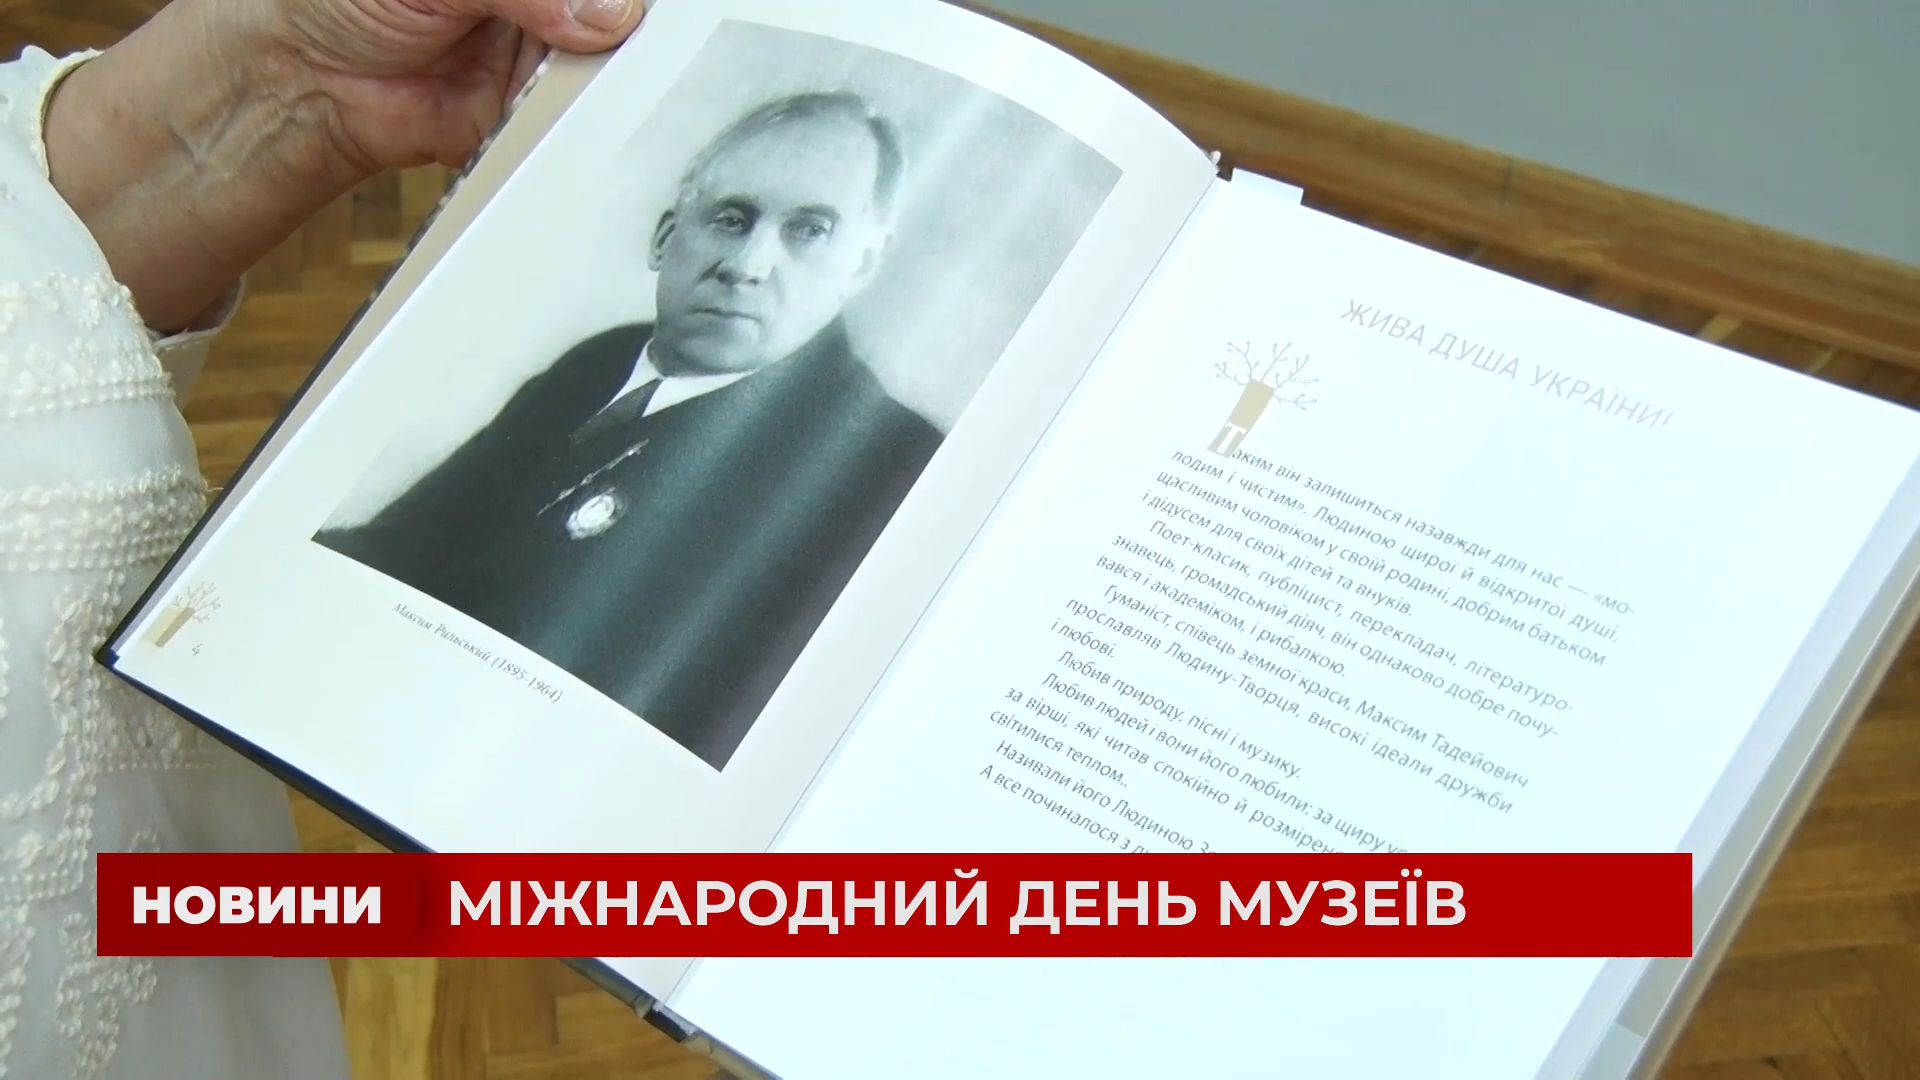 Максим Рильський (1895-1964)
4
ЖИВА ДУША УКРАЇНИ!
Таким він залишиться назавжди для нас — «мо-
лодим і чистим». Людиною щирої й відкритої душі,
щасливим чоловіком у своїй родині, добрим батьком
і дідусем для своїх дітей та внуків.
Поет-класик, публіцист, перекладач, літературо-
знавець, громадський діяч, він однаково добре почу-
вався і академіком, і рибалкою.
Гуманіст, співець земної краси, Максим Тадейович
прославляв Людину-Творця, високі ідеали дружби
і любові.
Любив природу, пісні і музику.
Любив людей і вони його любили: за щиру
за вірші, які читав спокійно й розмірено
світилися теплом..
Називали його Людиною
А все починалося з
НОВИНИ МІЖНАРОДНИЙ ДЕНЬ МУЗЕЇВ